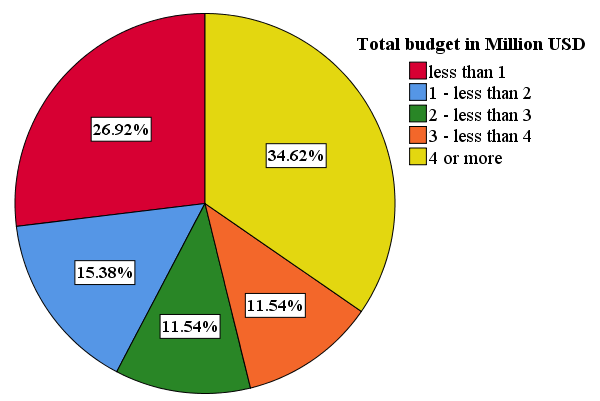 Total budget in Million USD
less than 1
1 - less than 2
2 - less than 3
3 - less than 4
4 or more
26.92%
34.62%
15.38%
11.54%
11.54%